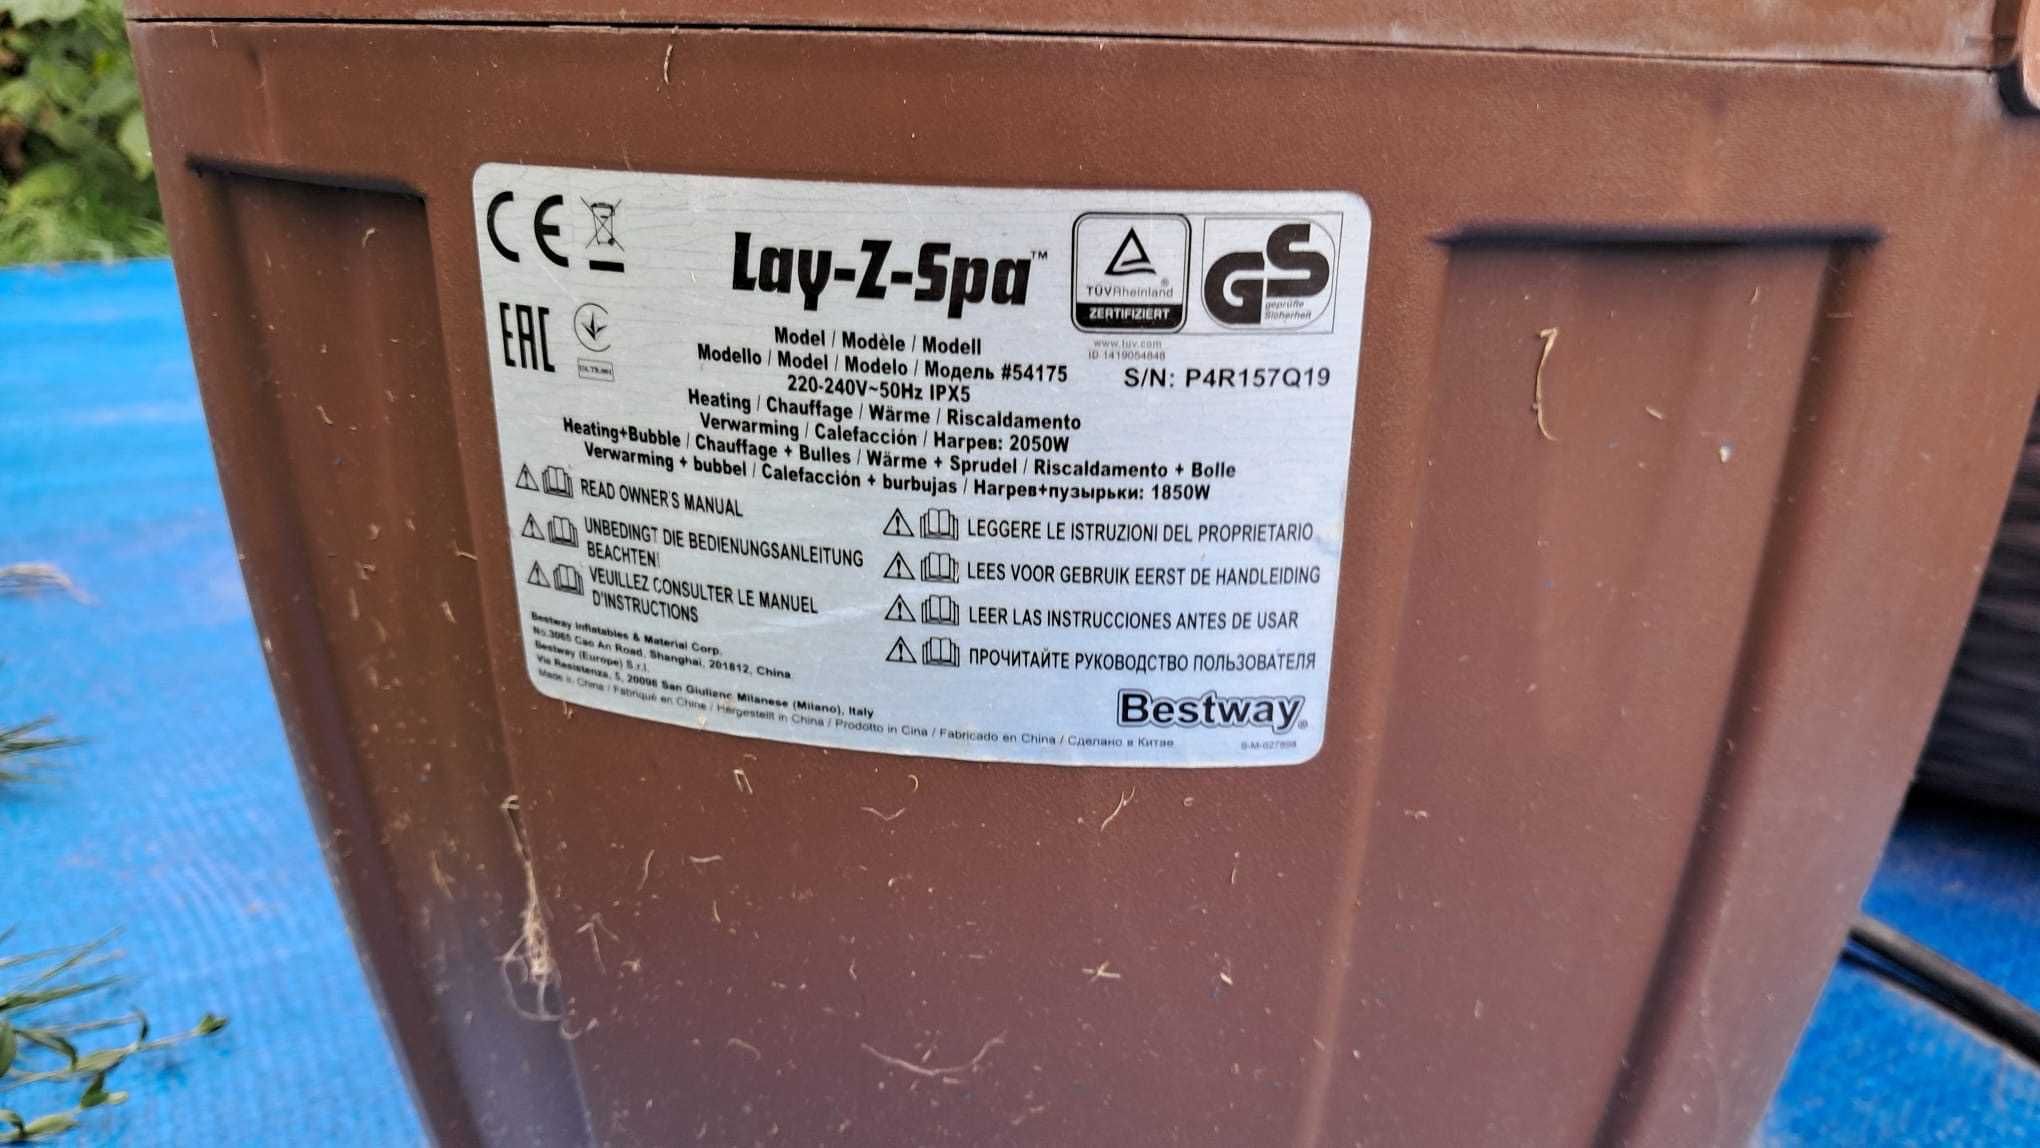 CE
Lay-Z-Spa™
TÜVRheinland®
ZERTIFIZIERT
GS
geprüfte
Sicherheit
EAC
www.tuv.com
ID 1419054848
Model / Modèle / Modell
Modello / Model / Modelo / Модель #54175
S/N: P4R157Q19
220-240V~50Hz IPX5
Heating / Chauffage / Wärme / Riscaldamento
Verwarming / Calefacción / Нагрев: 2050W
Heating+Bubble / Chauffage + Bulles / Wärme + Sprudel / Riscaldamento + Bolle
Verwarming + bubbel / Calefacción + burbujas / Нагрев+пузырьки: 1850W
READ OWNER'S MANUAL
UNBEDINGT DIE BEDIENUNGSANLEITUNG
BEACHTEN!
VEUILLEZ CONSULTER LE MANUEL
D'INSTRUCTIONS
LEGGERE LE ISTRUZIONI DEL PROPRIETARIO
LEES VOOR GEBRUIK EERST DE HANDLEIDING
LEER LAS INSTRUCCIONES ANTES DE USAR
ПРОЧИТАЙТЕ РУКОВОДСТВО ПОЛЬЗОВАТЕЛЯ
Bestway Inflatables & Material Corp.
No.3065 Cao An Road, Shanghai, 201812, China
Bestway (Europe) S.r.l.
Via Resistenza, 5, 20098 San Giuliano Milanese (Milano), Italy
Made in China / Fabriqué en Chine / Hergestellt in China / Prodotto in Cina / Fabricado en China / Сделано в Китае
Bestway®